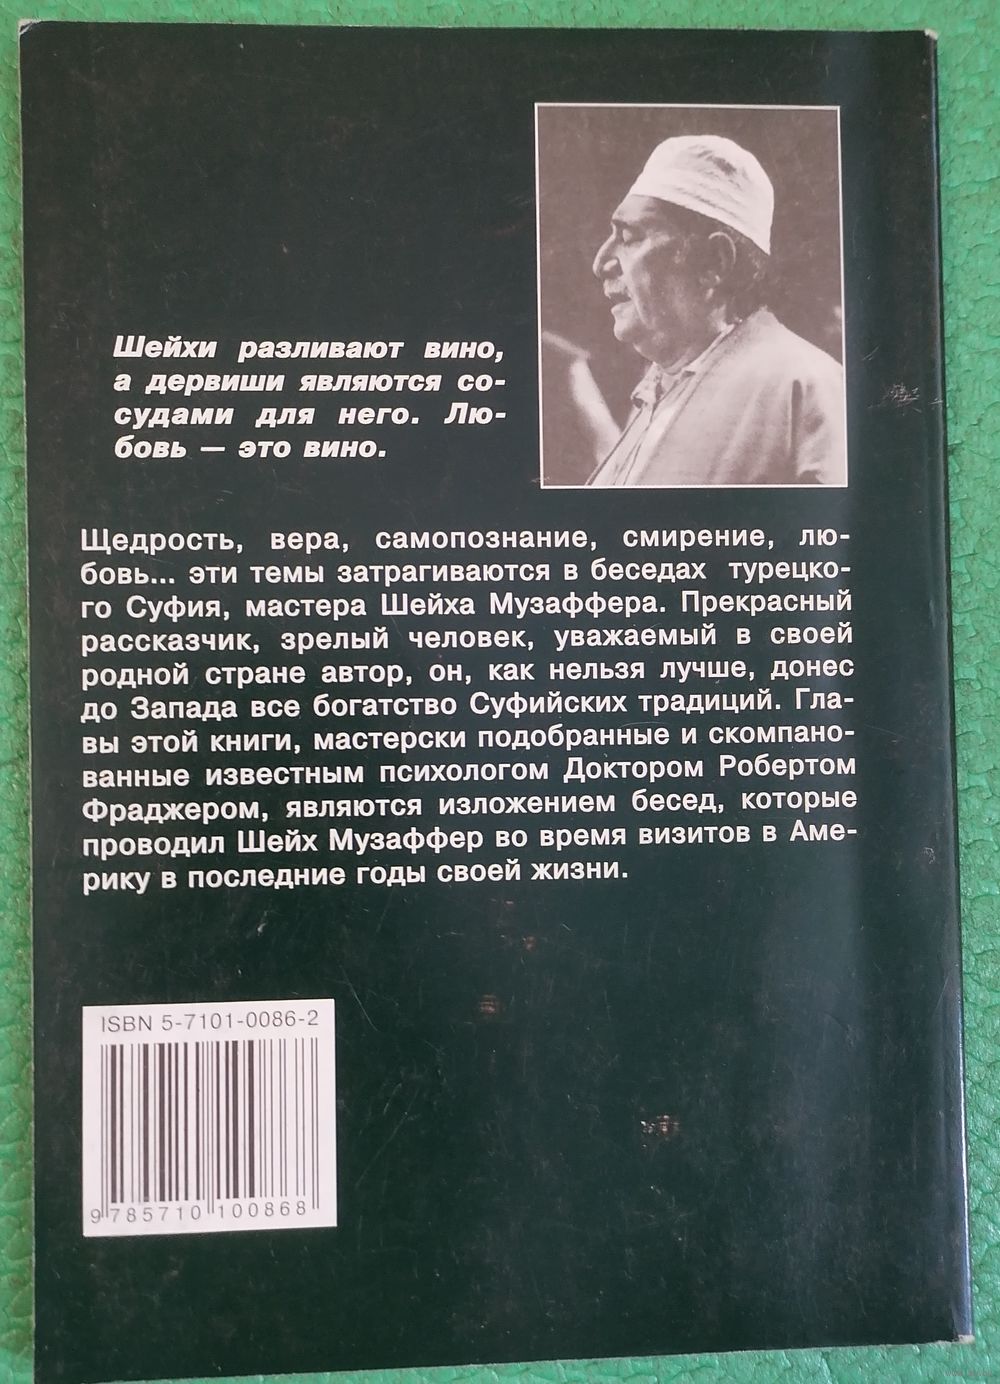 Шейхи разливают вино,
а дервиши являются со-
судами для него. Лю-
бовь — это вино.
Щедрость, вера, самопознание, смирение, лю-
бовь... эти темы затрагиваются в беседах турецко-
го Суфия, мастера Шейха Музаффера. Прекрасный
рассказчик, зрелый человек, уважаемый в своей
родной стране автор, он, как нельзя лучше, донес
до Запада все богатство Суфийских традиций. Гла-
вы этой книги, мастерски подобранные и скомпано-
ванные известным психологом Доктором Робертом
Фраджером, являются изложением бесед, которые
проводил Шейх Музаффер во время визитов в Аме-
рику в последние годы своей жизни.
ISBN 5-7101-0086-2
9 785710 100868